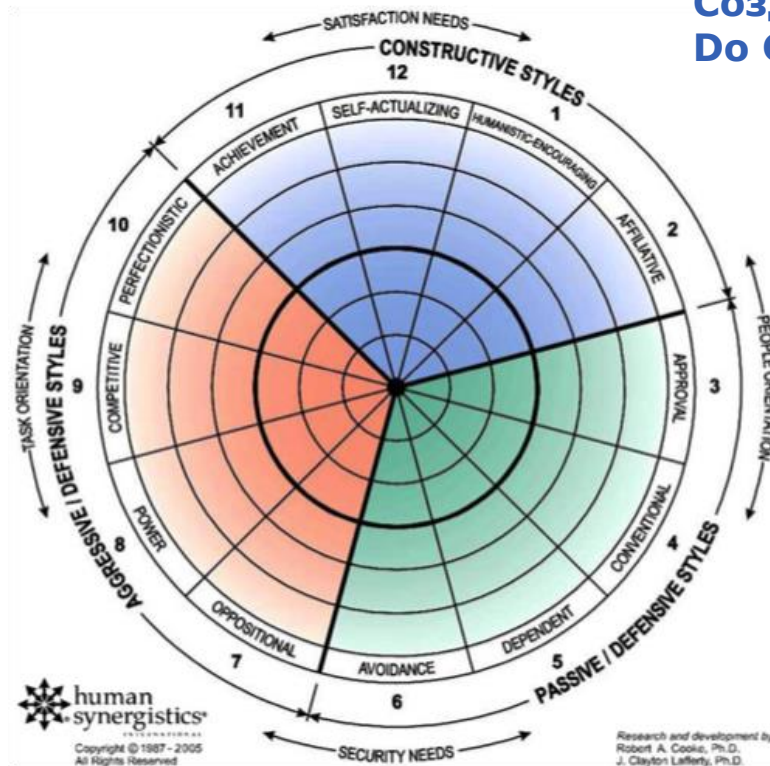 Соз
Do
SATISFACTION NEEDS
CONSTRUCTIVE STYLES
12
11
1
SELF-ACTUALIZING
ACHIEVEMENT
HUMANISTIC-ENCOURAGING
10
2
PERFECTIONISTIC
AFFILIATIVE
TASK ORIENTATION
AGGRESSIVE / DEFENSIVE STYLES
9
COMPETITIVE
APPROVAL
3
PEOPLE ORIENTATION
8
POWER
CONVENTIONAL
4
OPPOSITIONAL
DEPENDENT
7
AVOIDANCE
5
PASSIVE / DEFENSIVE STYLES
6
human
synergistics®
INTERNATIONAL
Copyright © 1987 - 2005
All Rights Reserved
SECURITY NEEDS
Research and development by
Robert A. Cooke, Ph.D.
J. Clayton Lafferty, Ph.D.